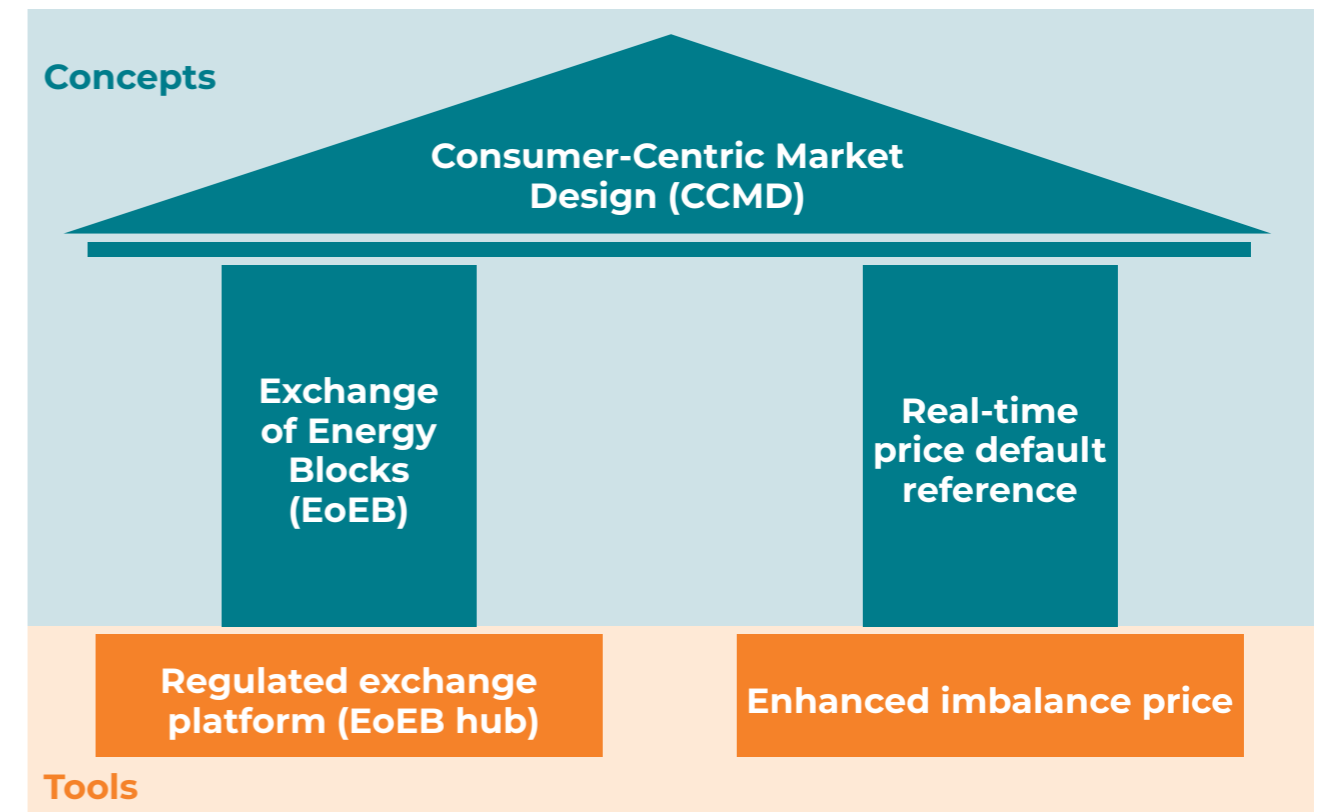 Concepts
Consumer-Centric Market
Design (CCMD)
Exchange
of Energy
Blocks
(EoEB)
Real-time
price default
reference
Regulated exchange
platform (EoEB hub)
Enhanced imbalance price
Tools